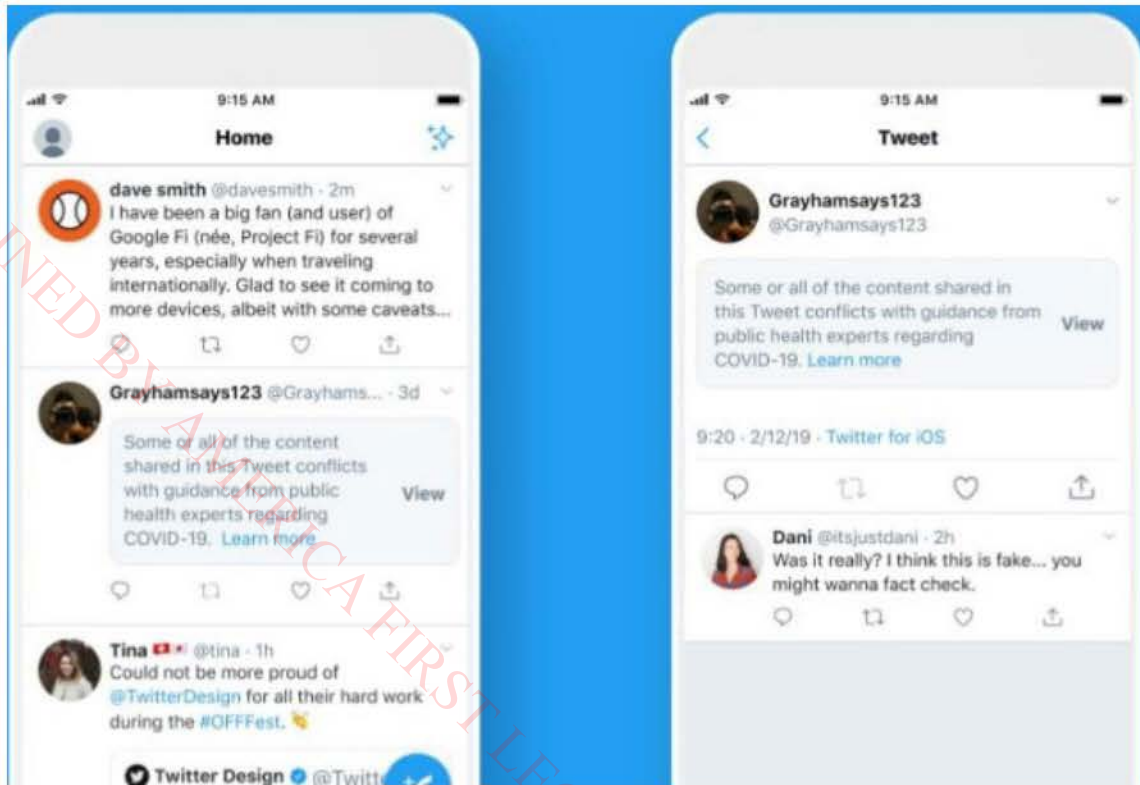 9:15 AM
Home
dave smith @davesmith · 2m
I have been a big fan (and user) of
Google Fi (née, Project Fi) for several
years, especially when traveling
internationally. Glad to see it coming to
more devices, albeit with some caveats...
Grayhamsays123 @Grayhams... · 3d
Some or all of the content
shared in this Tweet conflicts
with guidance from public
health experts regarding
COVID-19. Learn more
View
Tina @tina · 1h
Could not be more proud of
@TwitterDesign for all their hard work
during the #OFFFest.
Twitter Design @Twitt
9:15 AM
Tweet
Grayhamsays123
@Grayhamsays123
Some or all of the content shared in
this Tweet conflicts with guidance from
public health experts regarding
COVID-19. Learn more
View
9:20 · 2/12/19 · Twitter for iOS
Dani @itsjustdani · 2h
Was it really? I think this is fake... you
might wanna fact check.
BY AMERICA FIRST